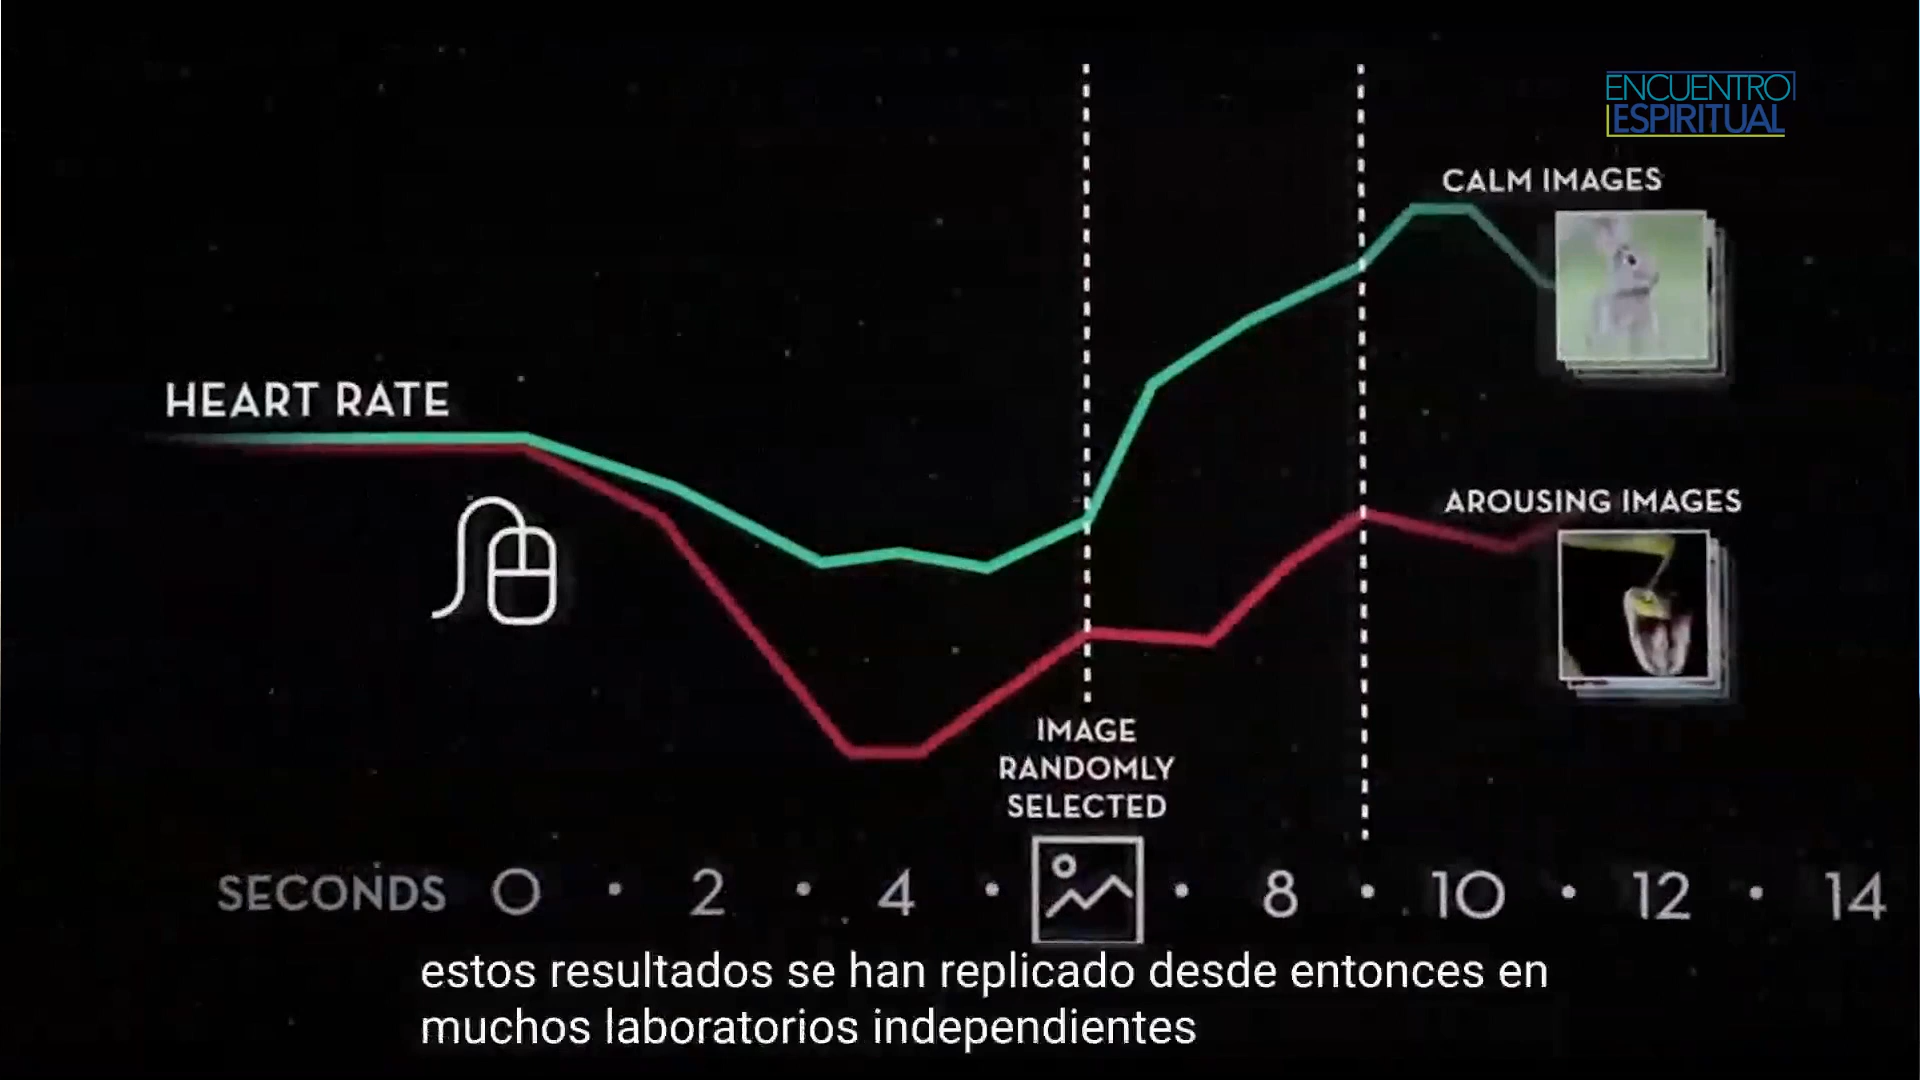 ENCUENTRO
ESPIRITUAL
CALM IMAGES
HEART RATE
AROUSING IMAGES
IMAGE
RANDOMLY
SELECTED
SECONDS 0 • 2 • 4 • • 8 • 10 • 12 • 14
estos resultados se han replicado desde entonces en
muchos laboratorios independientes